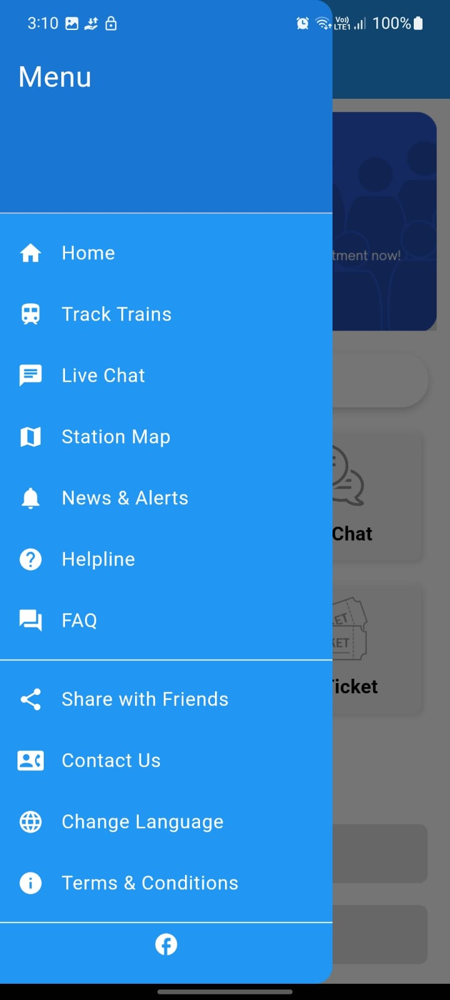 3:10 Vo) LTE1 100%
Menu
tment now!
Home
Track Trains
Live Chat
Station Map
News & Alerts
Chat
Helpline
ET
KET
FAQ
Ticket
Share with Friends
Contact Us
Change Language
Terms & Conditions